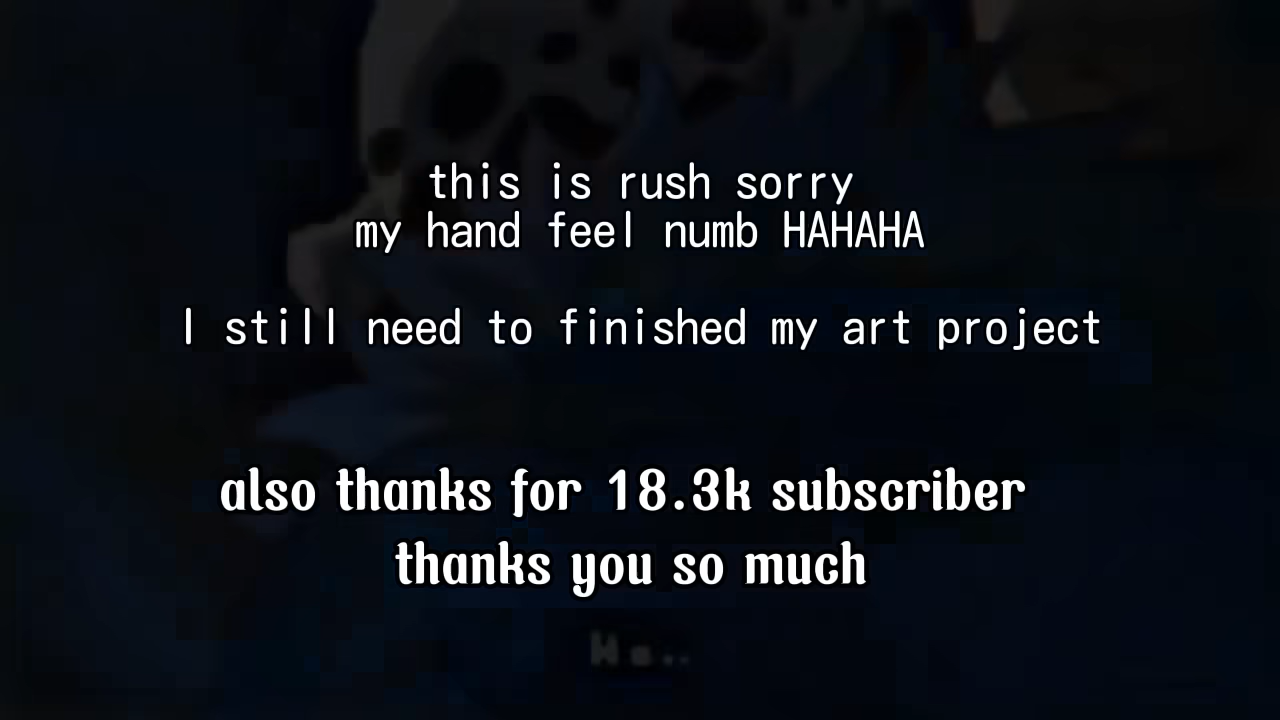 this is rush sorry
my hand feel numb HAHAHA
I still need to finished my art project
also thanks for 18.3k subscriber
thanks you so much